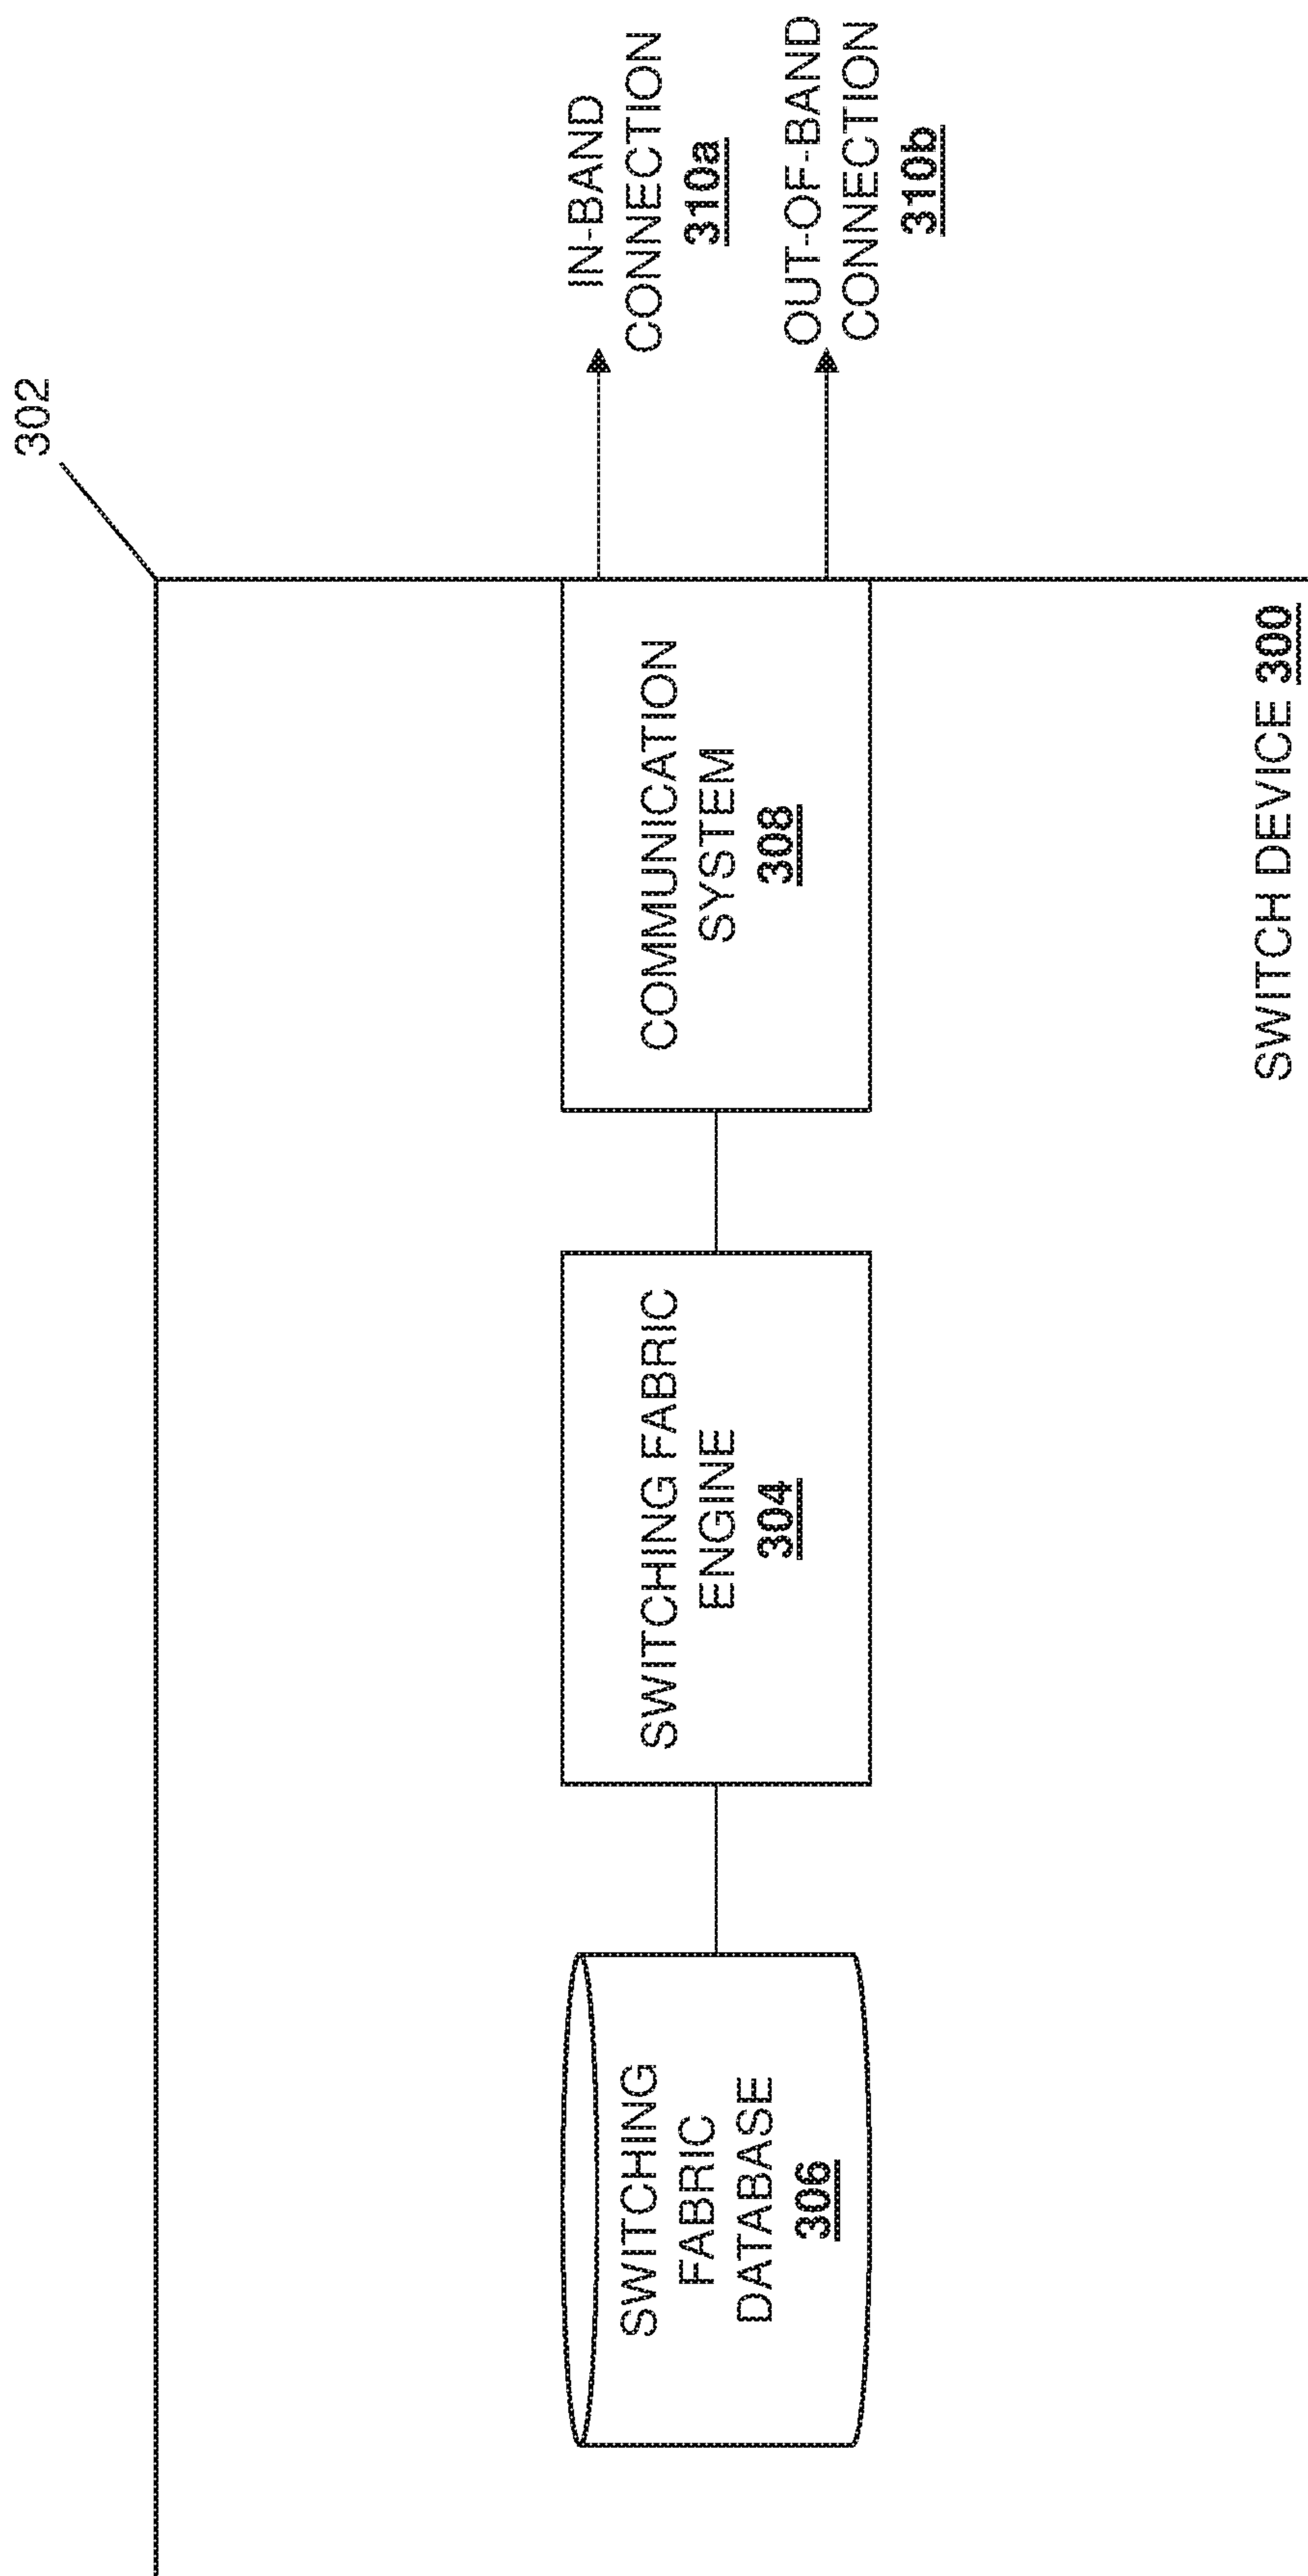 302
IN-BAND
CONNECTION
310a
OUT-OF-BAND
CONNECTION
310b
COMMUNICATION
SYSTEM
308
SWITCHING FABRIC
ENGINE
304
SWITCHING
FABRIC
DATABASE
306
SWITCH DEVICE 300